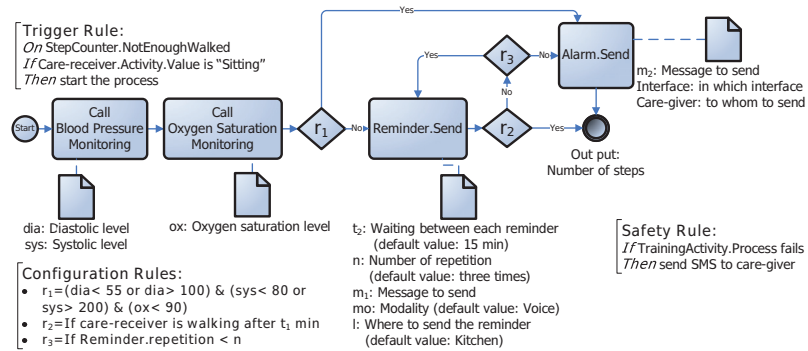 Trigger Rule:
On StepCounter.NotEnoughWalked
If Care-receiver.Activity.Value is “Sitting”
Then start the process
Yes
Start
Call
Blood Pressure
Monitoring
Call
Oxygen Saturation
Monitoring
r1
No
Reminder.Send
Yes
r3
No
No
r2
Yes
Alarm.Send
m2: Message to send
Interface: in which interface
Care-giver: to whom to send
Out put:
Number of steps
dia: Diastolic level
sys: Systolic level
ox: Oxygen saturation level
t2: Waiting between each reminder
(default value: 15 min)
n: Number of repetition
(default value: three times)
m1: Message to send
mo: Modality (default value: Voice)
l: Where to send the reminder
(default value: Kitchen)
Safety Rule:
If TrainingActivity.Process fails
Then send SMS to care-giver
Configuration Rules:
• r1=(dia< 55 or dia> 100) & (sys< 80 or
sys> 200) & (ox< 90)
• r2=If care-receiver is walking after t1 min
• r3=If Reminder.repetition < n